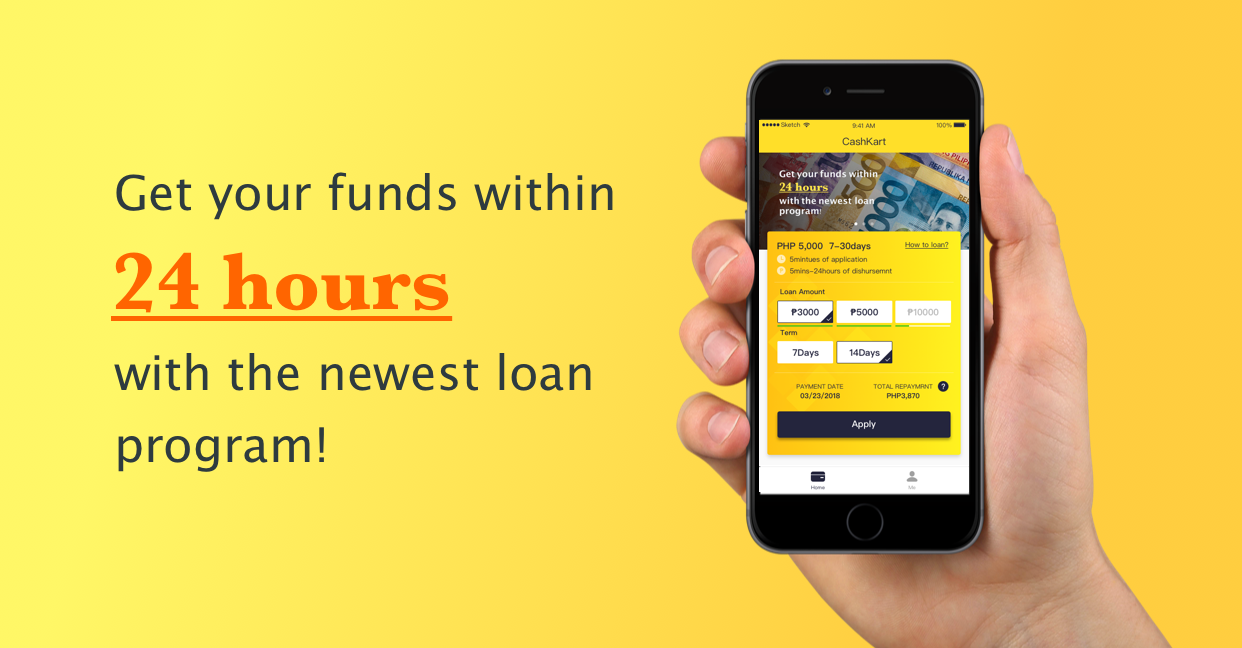 Get your funds within
24 hours
with the newest loan
program!
Sketch 9:41 AM 100%
CashKart
Get your funds within
24 hours
with the newest loan
program!
PHP 5,000 7-30days How to loan?
5mintues of application
5mins-24hours of dishursemnt
Loan Amount
₱3000 ₱5000 ₱10000
Term
7Days 14Days
PAYMENT DATE TOTAL REPAYMRNT ?
03/23/2018 PHP3,870
Apply
Home Me